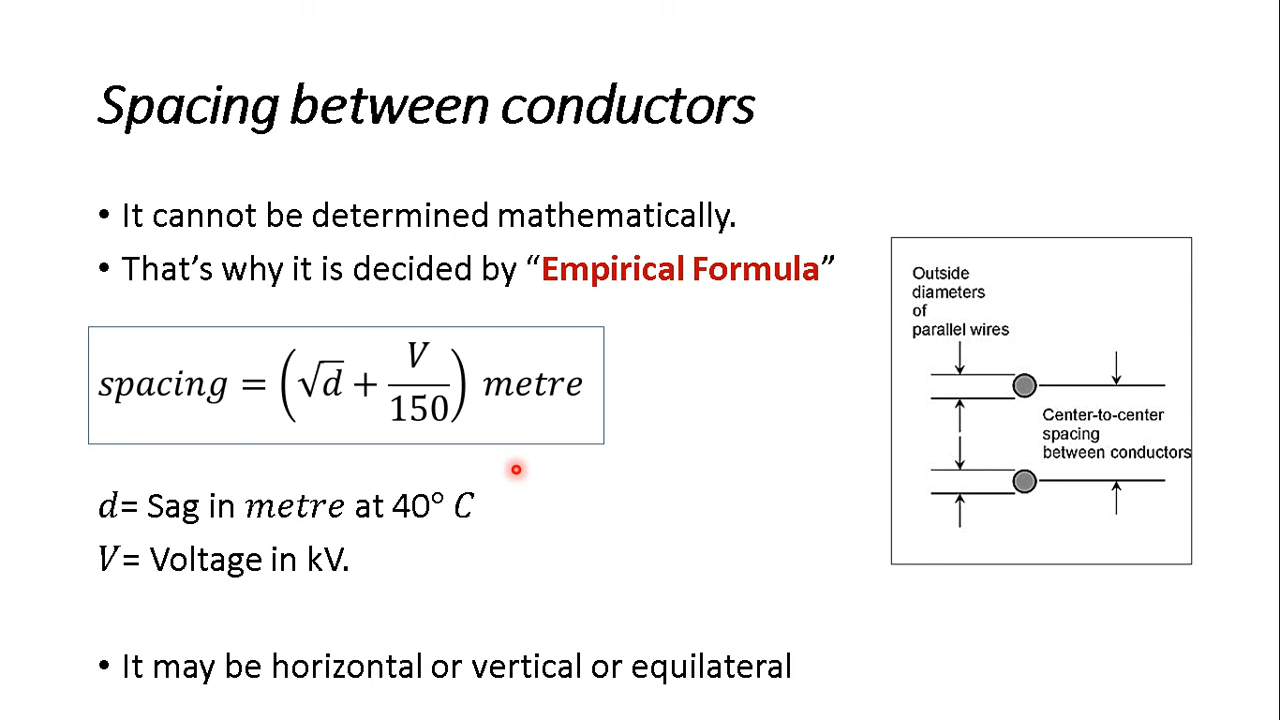 Spacing between conductors
• It cannot be determined mathematically.
• That’s why it is decided by “Empirical Formula”
spacing = (√d + V/150) metre
d= Sag in metre at 40° C
V= Voltage in kV.
• It may be horizontal or vertical or equilateral
Outside
diameters
of
parallel wires
Center-to-center
spacing
between conductors